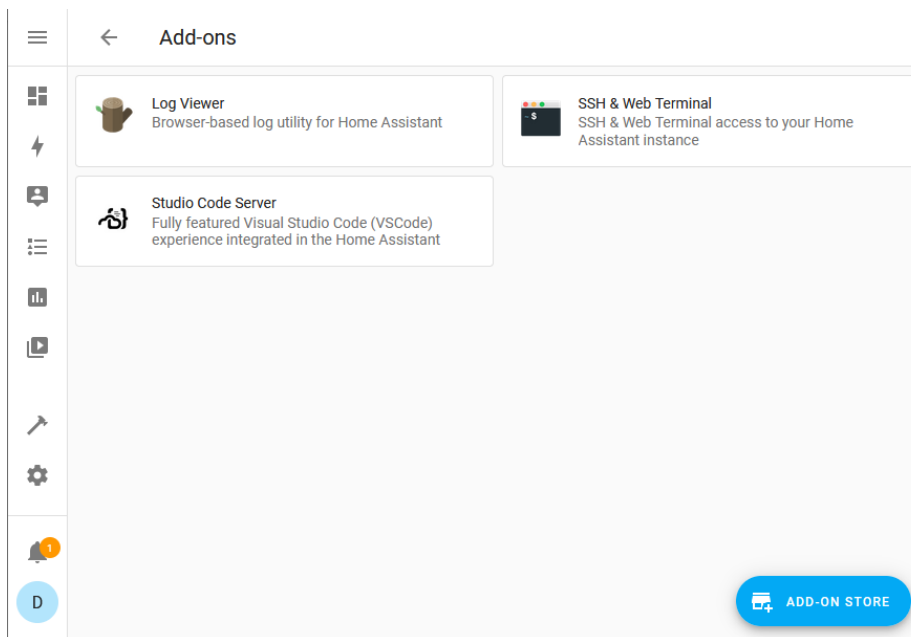 Add-ons
Log Viewer
Browser-based log utility for Home Assistant
SSH & Web Terminal
SSH & Web Terminal access to your Home
Assistant instance
$
Studio Code Server
Fully featured Visual Studio Code (VSCode)
experience integrated in the Home Assistant
1
D
ADD-ON STORE